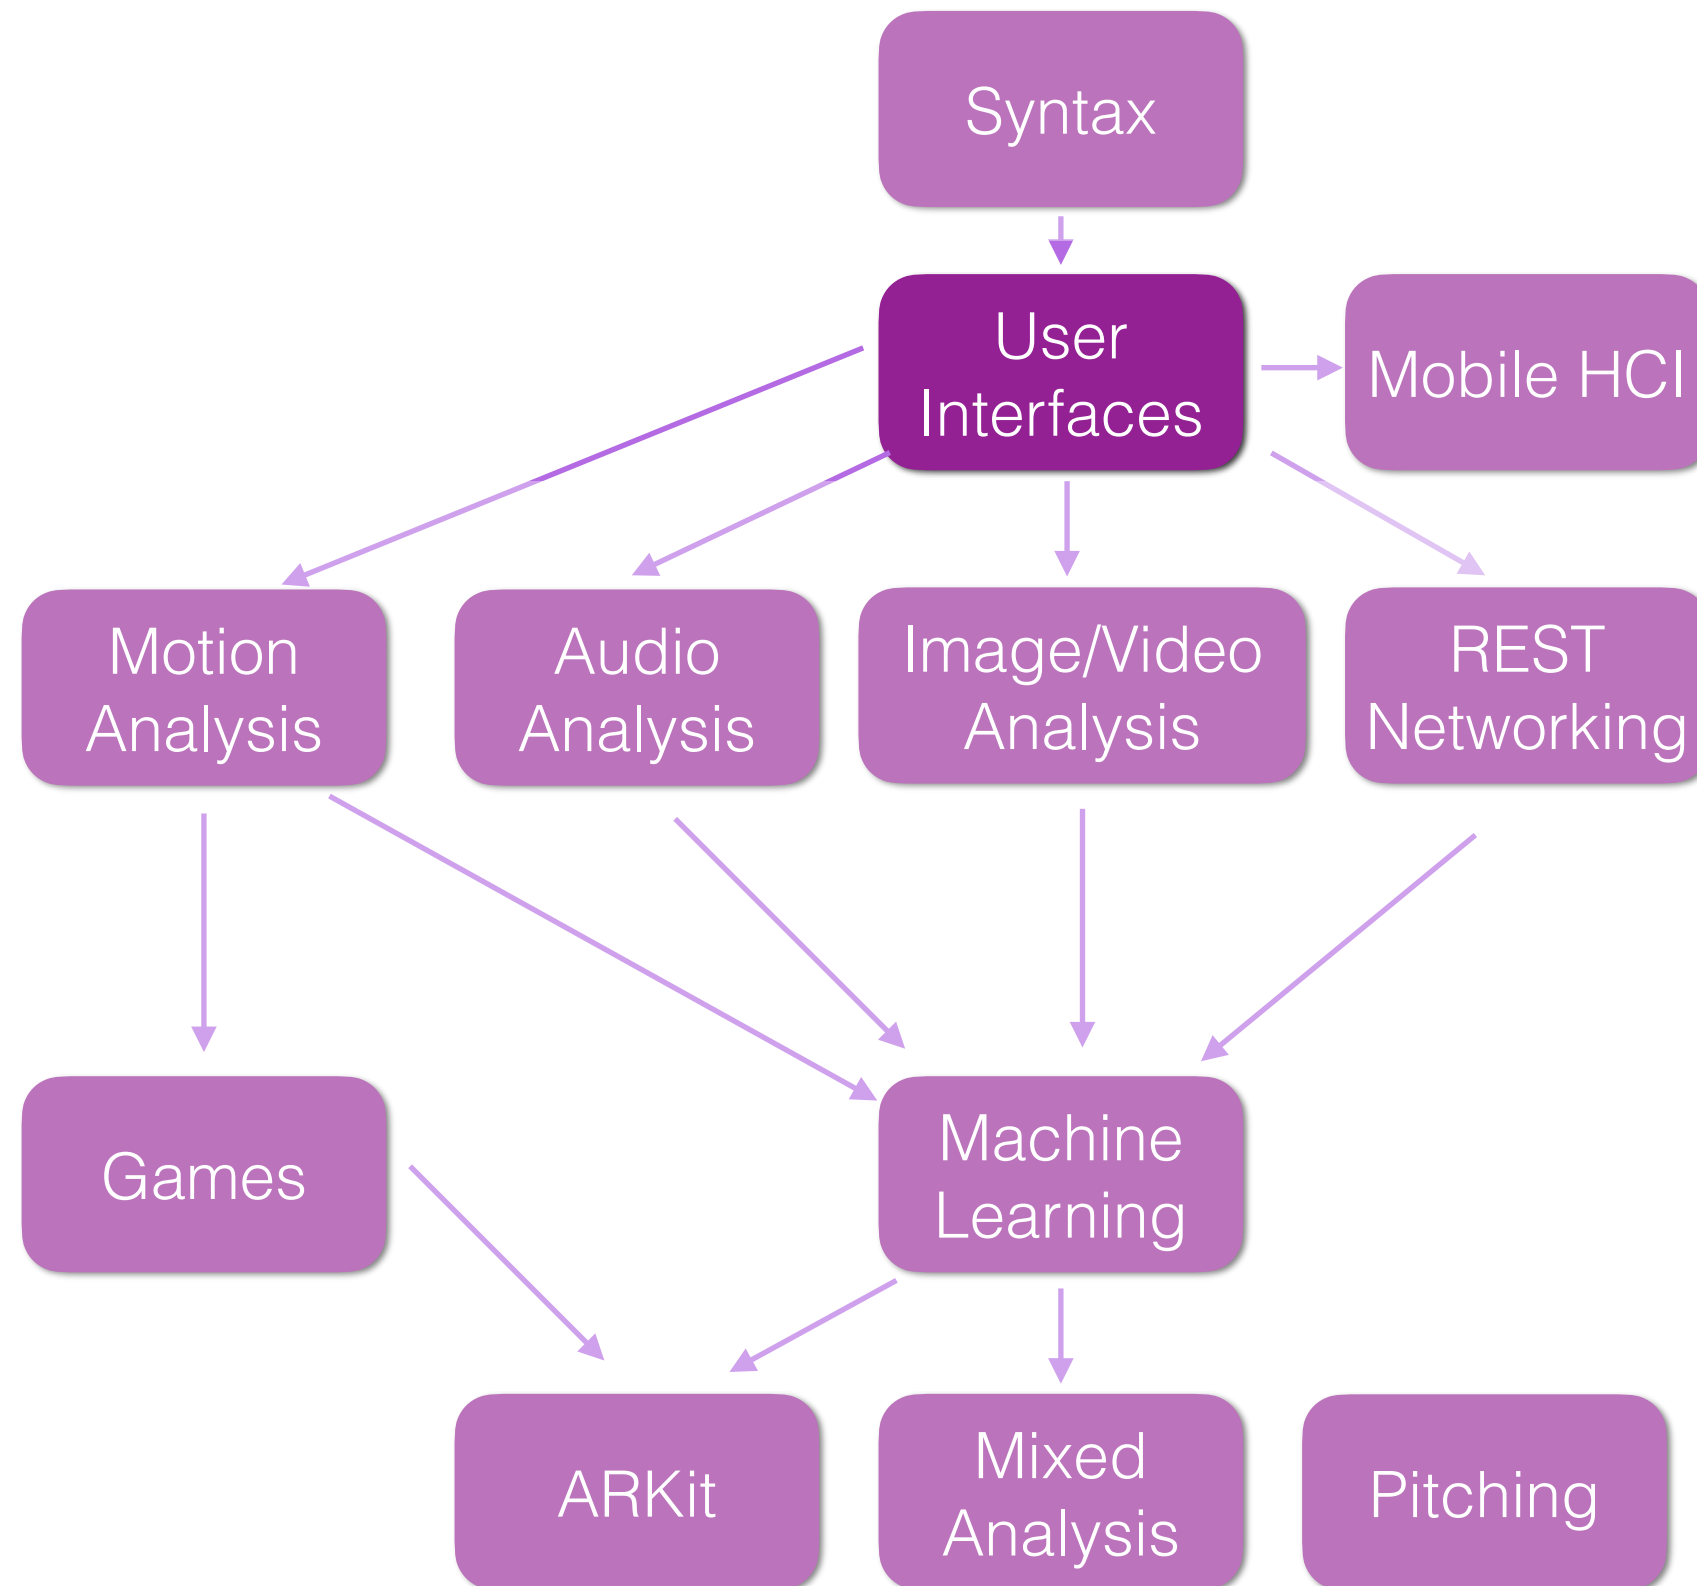 Syntax
User
Interfaces
Mobile HCI
Motion
Analysis
Audio
Analysis
Image/Video
Analysis
REST
Networking
Games
Machine
Learning
ARKit
Mixed
Analysis
Pitching